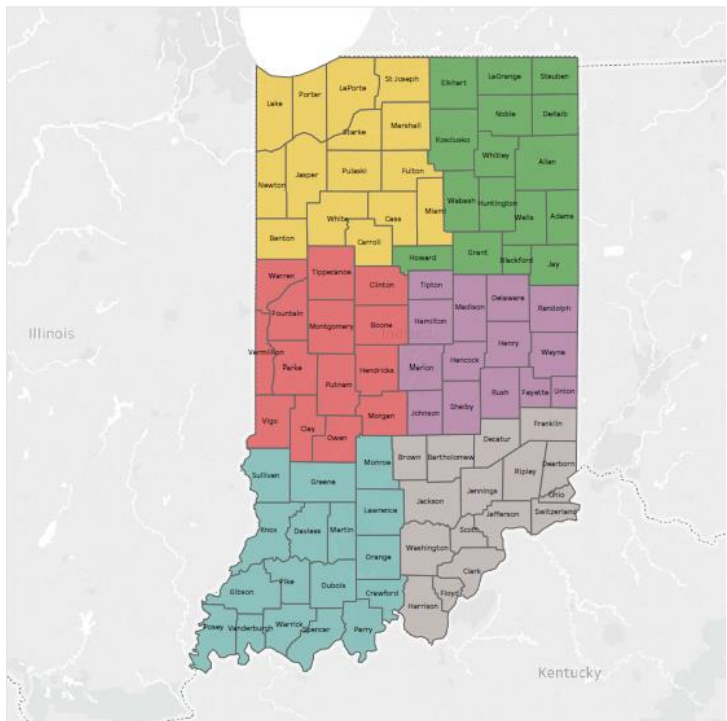 St Joseph
Elkhart
LaGrange
Steuben
LaPorte
Porter
Lake
Noble
DeKalb
Marshall
Starke
Kosciusko
Whitley
Allen
Jasper
Pulaski
Fulton
Newton
Wabash
Huntington
Wells
Adams
Miami
White
Cass
Benton
Carroll
Howard
Grant
Blackford
Jay
Tippecanoe
Warren
Clinton
Tipton
Madison
Delaware
Randolph
Fountain
Montgomery
Boone
Hamilton
Illinois
Vermillion
Henry
Wayne
Hancock
Marion
Parke
Hendricks
Putnam
Rush
Fayette
Union
Shelby
Johnson
Morgan
Vigo
Clay
Owen
Franklin
Decatur
Brown
Bartholomew
Monroe
Sullivan
Greene
Ripley
Dearborn
Jennings
Ohio
Jackson
Lawrence
Switzerland
Jefferson
Knox
Daviess
Martin
Scott
Orange
Washington
Clark
Pike
Dubois
Gibson
Crawford
Floyd
Harrison
Posey
Vanderburgh
Warrick
Spencer
Perry
Kentucky